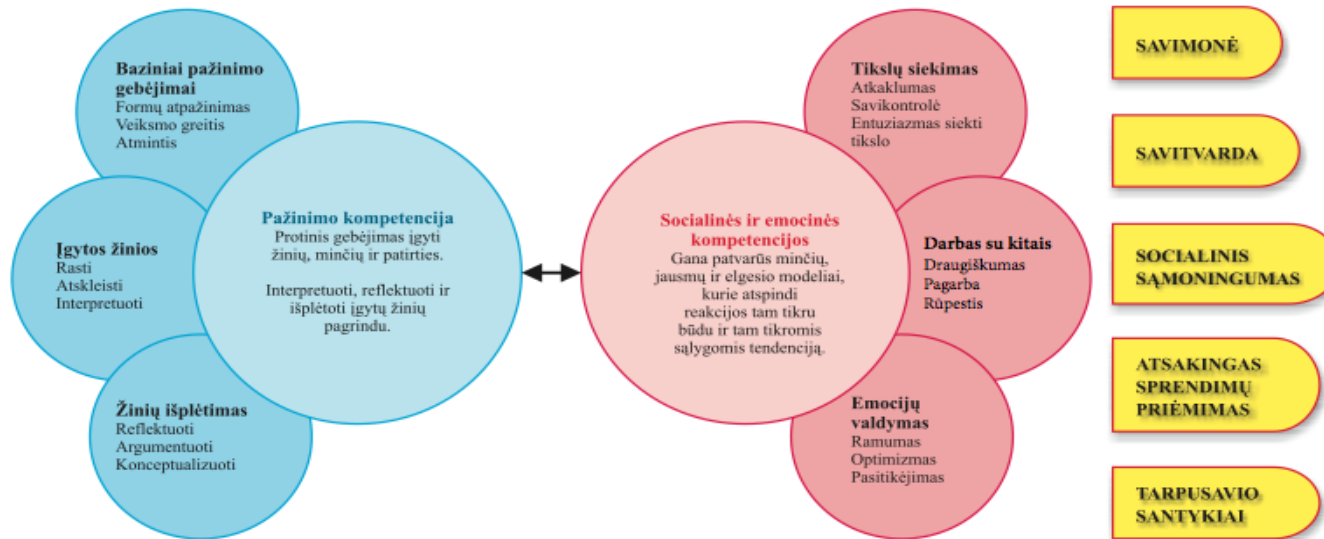 Baziniai pažinimo
gebėjimai
Formų atpažinimas
Veiksmo greitis
Atmintis
Įgytos žinios
Rasti
Atskleisti
Interpretuoti
Žinių išplėtimas
Reflektuoti
Argumentuoti
Konceptualizuoti
Pažinimo kompetencija
Protinis gebėjimas įgyti
žinių, minčių ir patirties.
Interpretuoti, reflektuoti ir
išplėtoti įgytų žinių
pagrindu.
Socialinės ir emocinės
kompetencijos
Gana patvarūs minčių,
jausmų ir elgesio modeliai,
kurie atspindi
reakcijos tam tikru
būdu ir tam tikromis
sąlygomis tendenciją.
Tikslų siekimas
Atkaklumas
Savikontrolė
Entuziazmas siekti
tikslo
Darbas su kitais
Draugiškumas
Pagarba
Rūpestis
Emocijų
valdymas
Ramumas
Optimizmas
Pasitikėjimas
SAVIMONĖ
SAVITVARDA
SOCIALINIS
SĄMONINGUMAS
ATSAKINGAS
SPRENDIMŲ
PRIĖMIMAS
TARPUSAVIO
SANTYKIAI